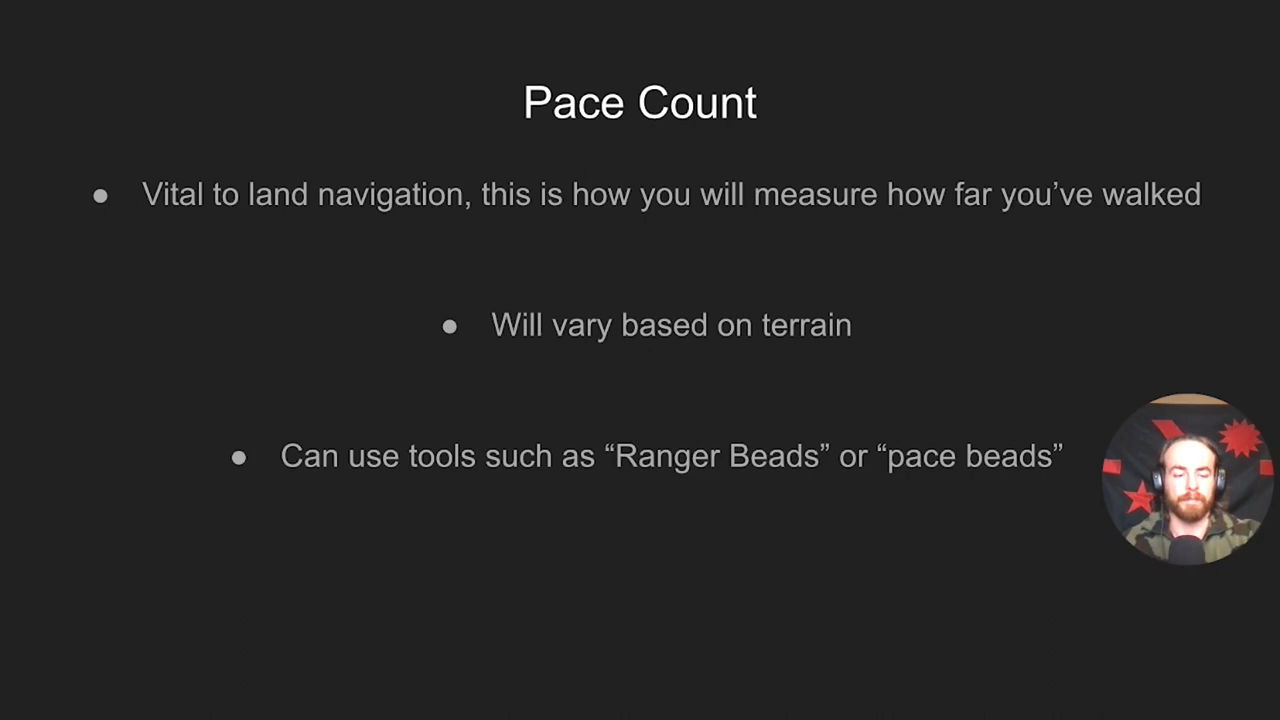 Pace Count
● Vital to land navigation, this is how you will measure how far you’ve walked
● Will vary based on terrain
● Can use tools such as “Ranger Beads” or “pace beads”